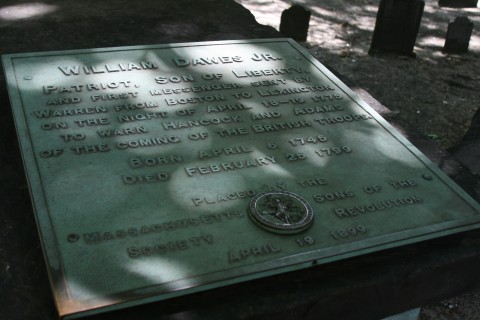 WILLIAM DAWES JR.
PATRIOT, SON OF LIBERTY,
AND FIRST MESSENGER SENT BY
WARREN FROM BOSTON TO LEXINGTON
ON THE NIGHT OF APRIL 18-19 1775
TO WARN HANCOCK AND ADAMS
OF THE COMING OF THE BRITISH TROOPS
BORN APRIL 6 1745
DIED FEBRUARY 25 1799
PLACED BY THE
MASSACHUSETTS SONS OF THE
SOCIETY REVOLUTION
APRIL 19 1899